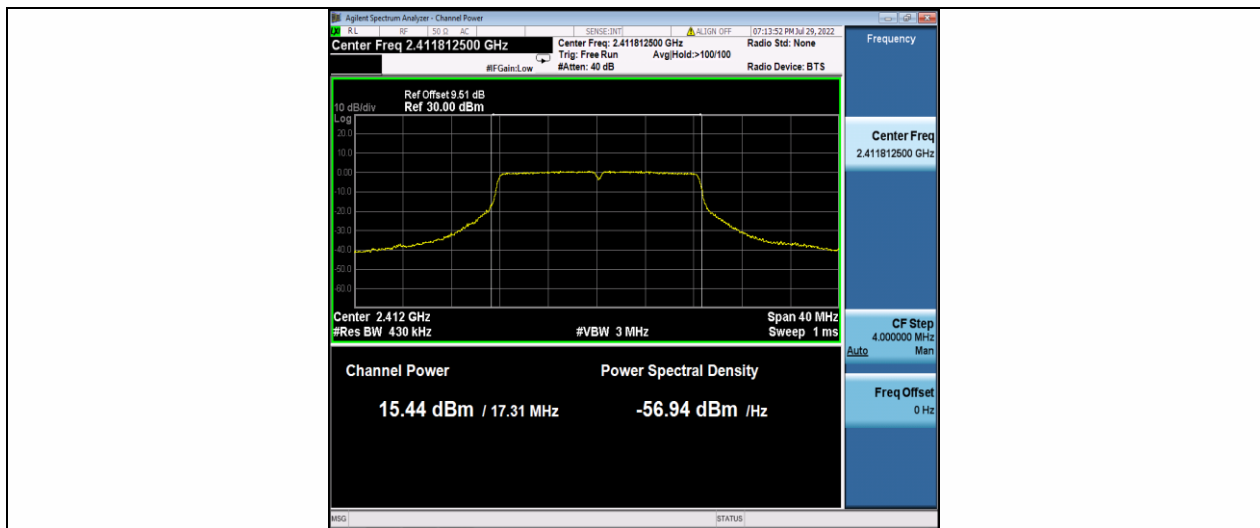 Agilent Spectrum Analyzer - Channel Power
RL RF 50 Ω AC SENSE:INT ALIGN OFF 07:13:52 PM Jul 29, 2022
Center Freq 2.411812500 GHz
Center Freq: 2.411812500 GHz Radio Std: None
Trig: Free Run Avg|Hold:>100/100
#IFGain:Low #Atten: 40 dB Radio Device: BTS
Frequency
Ref Offset 9.51 dB
10 dB/div Ref 30.00 dBm
Log
20.0
10.0
0.00
-10.0
-20.0
-30.0
-40.0
-50.0
-60.0
Center 2.412 GHz Span 40 MHz
#Res BW 430 kHz #VBW 3 MHz Sweep 1 ms
Channel Power Power Spectral Density
15.44 dBm / 17.31 MHz -56.94 dBm /Hz
Center Freq
2.411812500 GHz
CF Step
4.000000 MHz
Auto Man
Freq Offset
0 Hz
MSG STATUS